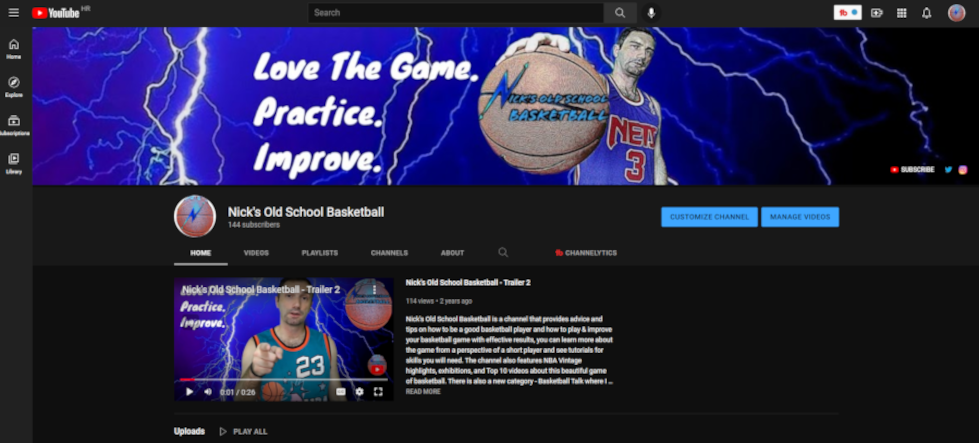 YouTube HR
Search
Home
Explore
Subscriptions
Library
Love The Game.
Practice.
Improve.
NICK'S OLD SCHOOL
BASKETBALL
NETS
3
SUBSCRIBE
Nick's Old School Basketball
144 subscribers
CUSTOMIZE CHANNEL
MANAGE VIDEOS
HOME VIDEOS PLAYLISTS CHANNELS ABOUT tb CHANNELYTICS
Nick's Old School Basketball - Trailer 2
Practice.
Improve.
23
0:01 / 0:26
Nick's Old School Basketball - Trailer 2
114 views • 2 years ago
Nick's Old School Basketball is a channel that provides advice and
tips on how to be a good basketball player and how to play & improve
your basketball game with effective results, you can learn more about
the game from a perspective of a short player and see tutorials for
skills you will need. The channel also features NBA Vintage
highlights, exhibitions, and Top 10 videos about this beautiful game
of basketball. There is also a new category - Basketball Talk where I ...
READ MORE
Uploads PLAY ALL